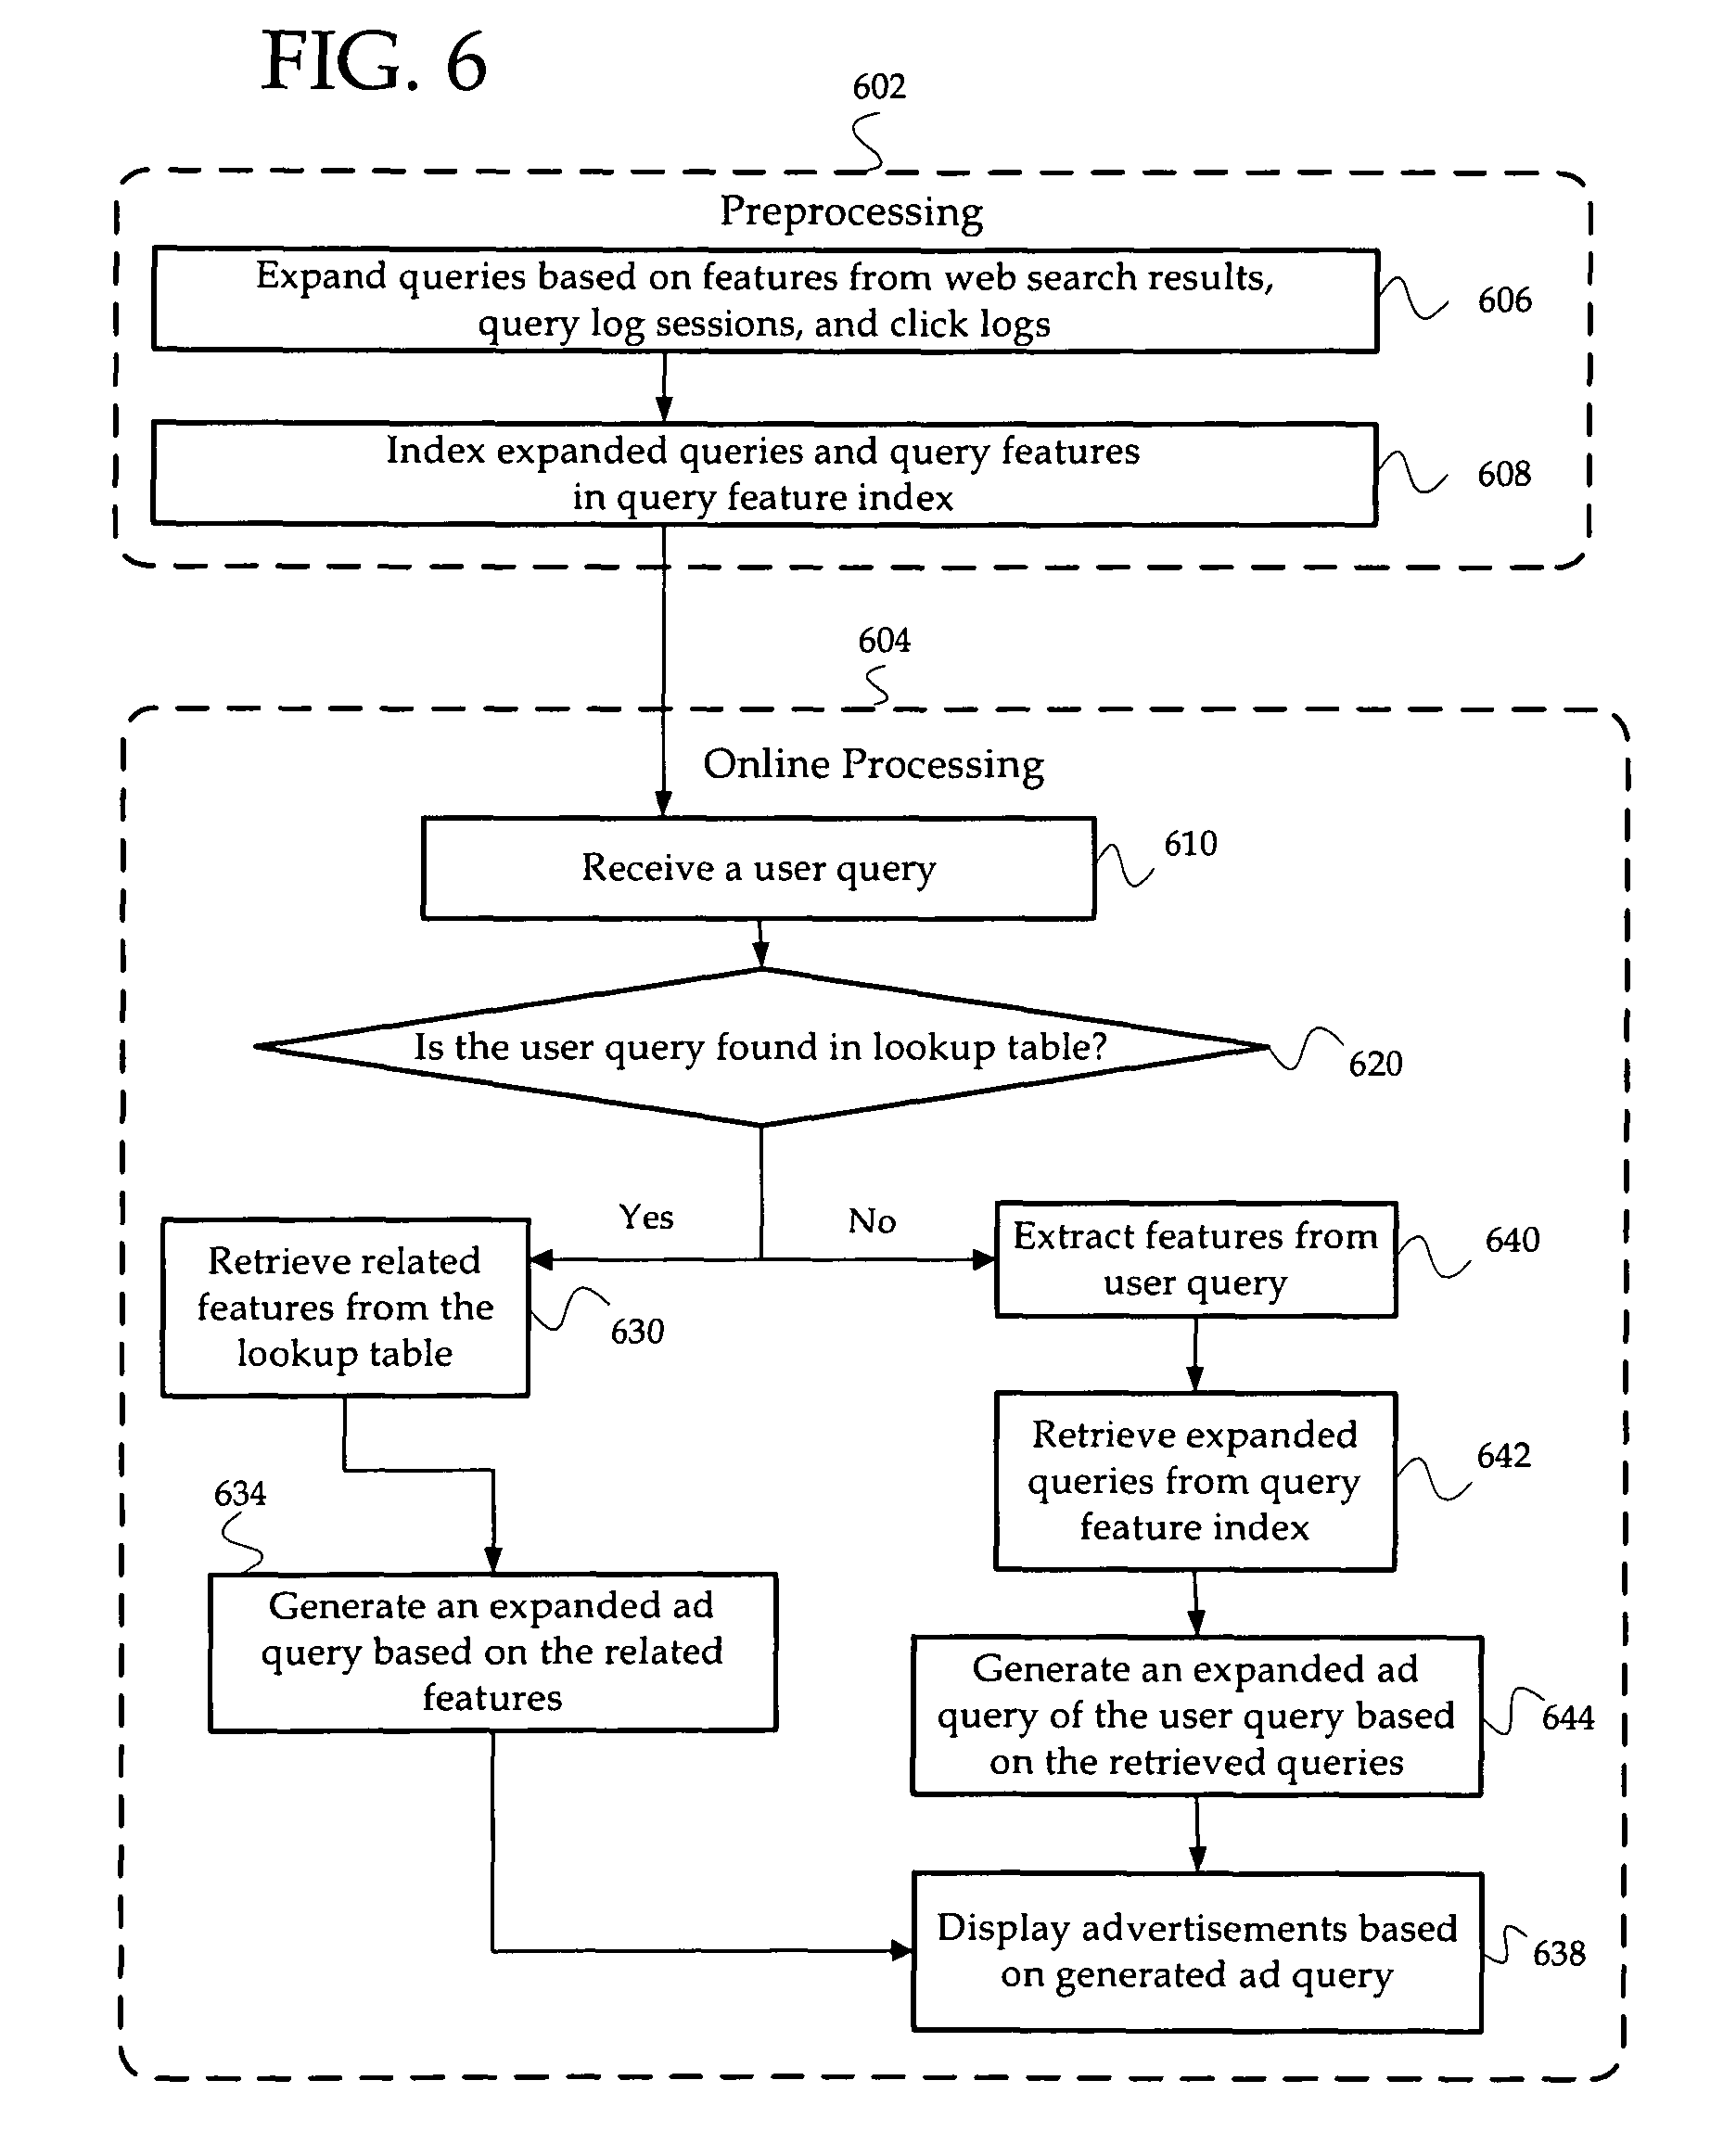 FIG. 6
602
Preprocessing
Expand queries based on features from web search results,
query log sessions, and click logs
606
Index expanded queries and query features
in query feature index
608
604
Online Processing
Receive a user query
610
Is the user query found in lookup table?
620
Yes
No
Retrieve related
features from the
lookup table
630
Extract features from
user query
640
Retrieve expanded
queries from query
feature index
642
634
Generate an expanded ad
query based on the related
features
Generate an expanded ad
query of the user query based
on the retrieved queries
644
Display advertisements based
on generated ad query
638